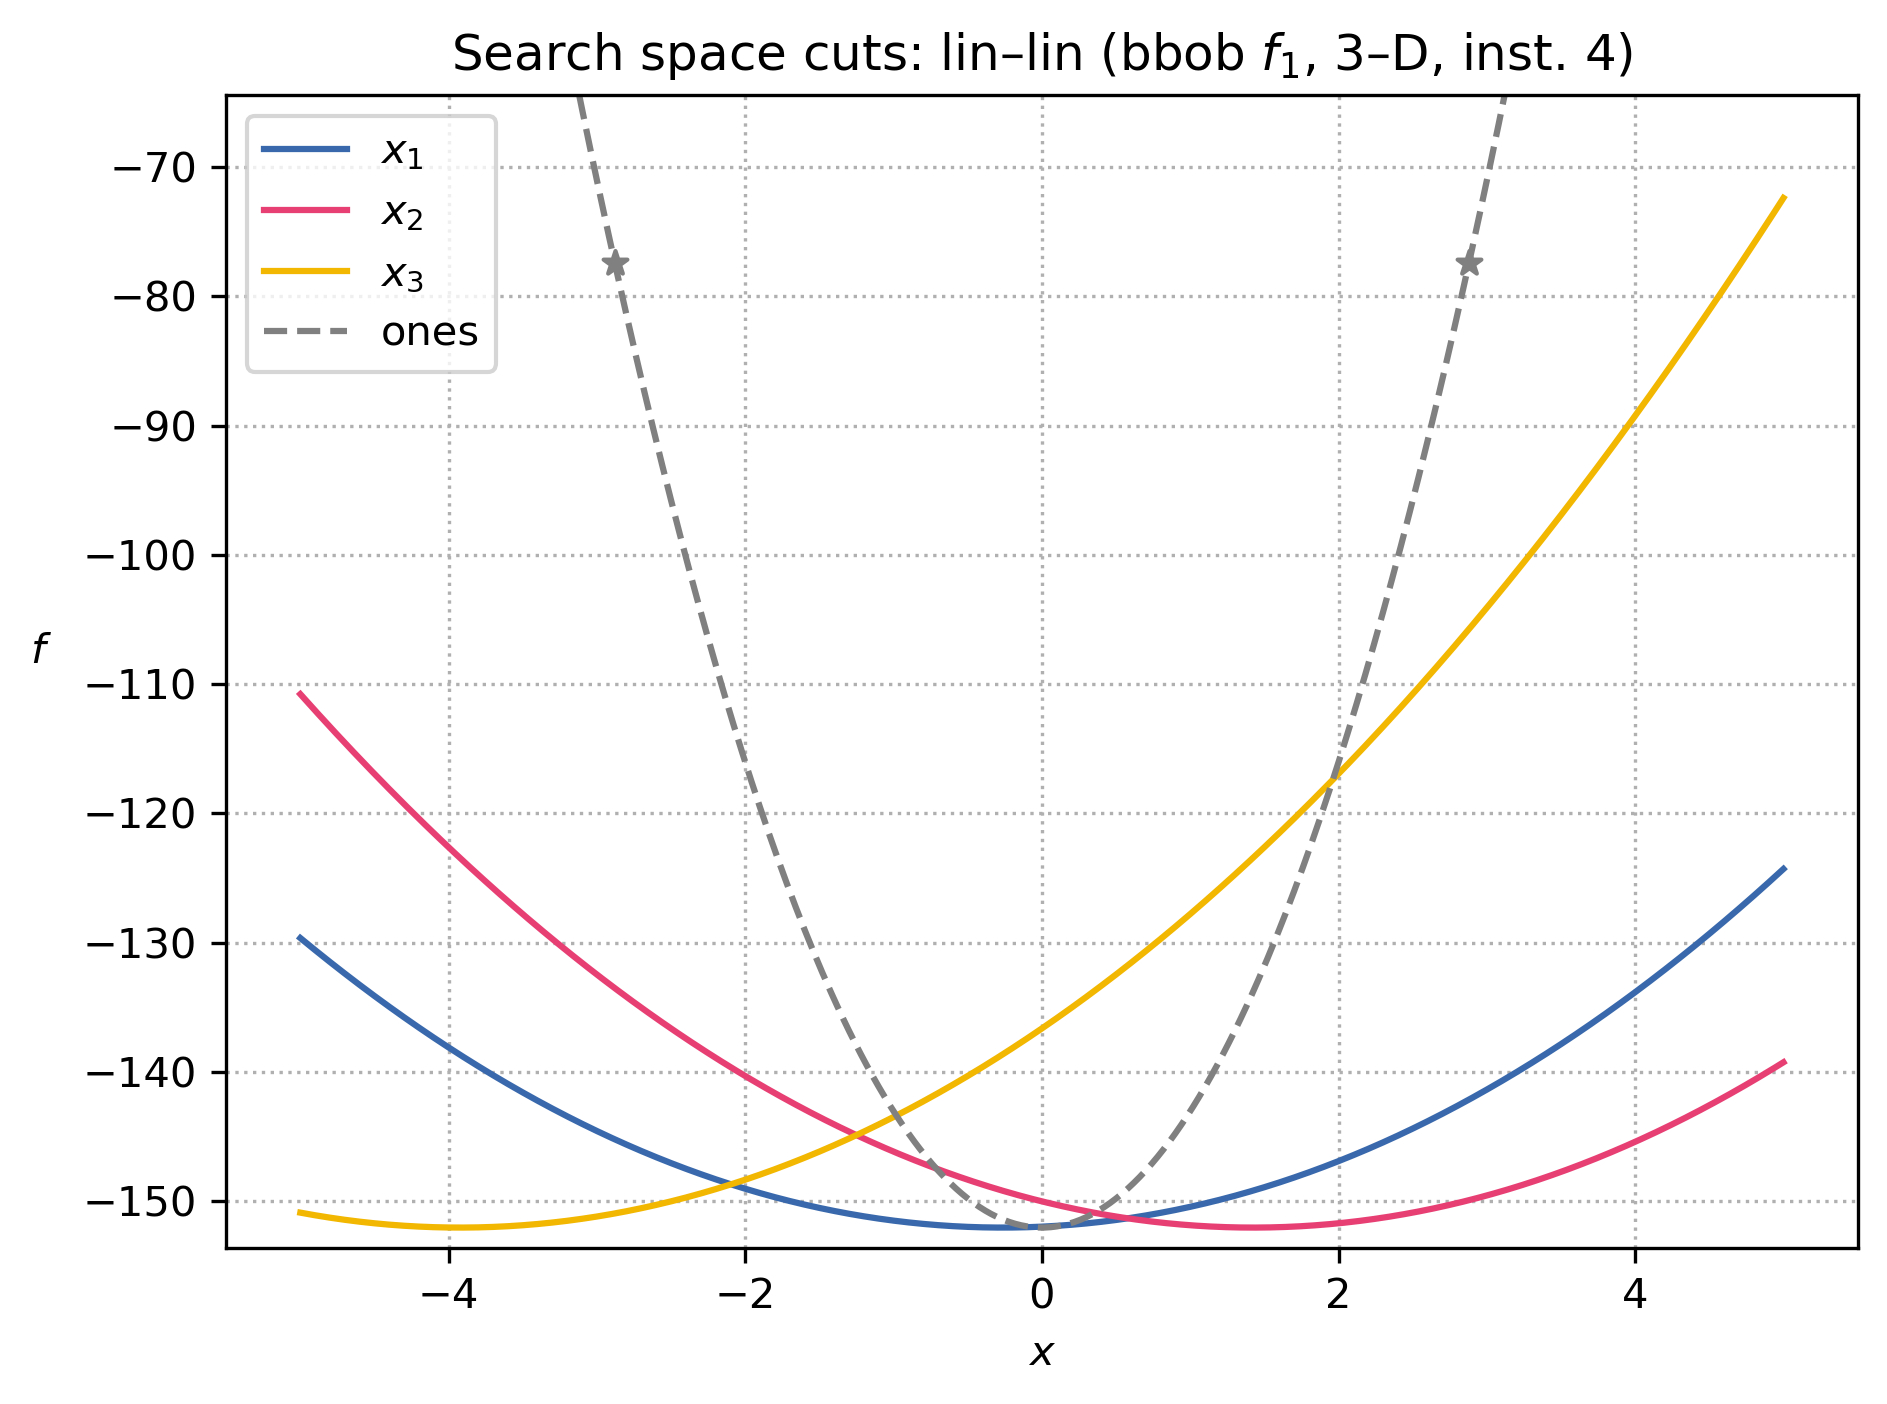 Search space cuts: lin–lin (bbob f₁, 3–D, inst. 4)
x₁
x₂
x₃
ones
−70
−80
−90
−100
−110
−120
−130
−140
−150
f
−4 −2 0 2 4
x